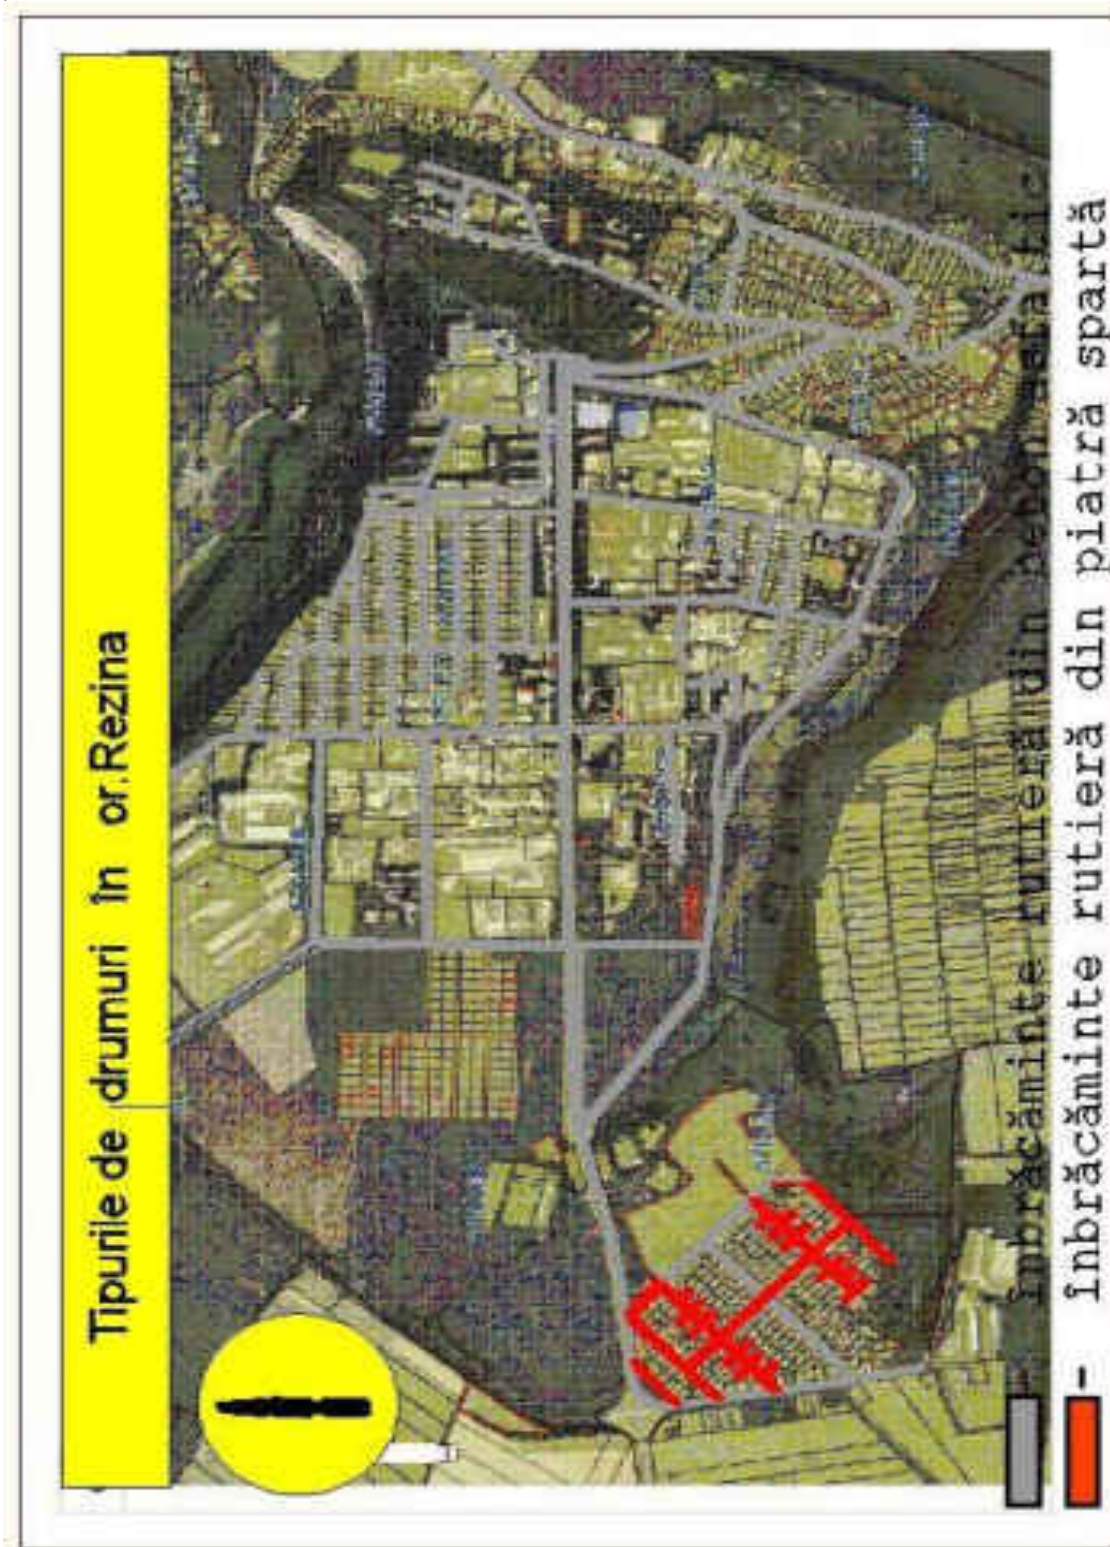 Tipurile de drumuri în or.Rezina
- înbrăcăminte rutieră din beton asfaltic
- înbrăcăminte rutieră din piatră spartă